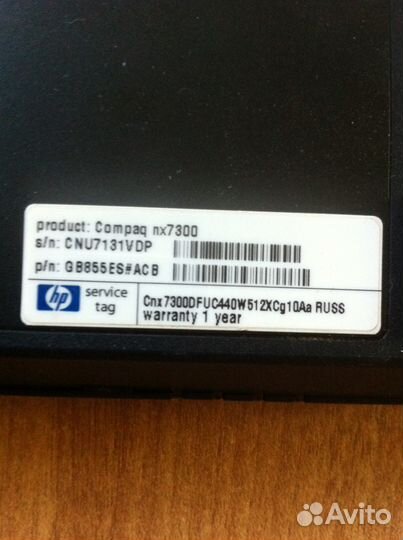 product: Compaq nx7300
s/n: CNU7131VDP
p/n: GB855ES#ACB
hp service tag
Cnx7300DFUC440W512XCg10Aa RUSS
warranty 1 year
Avito